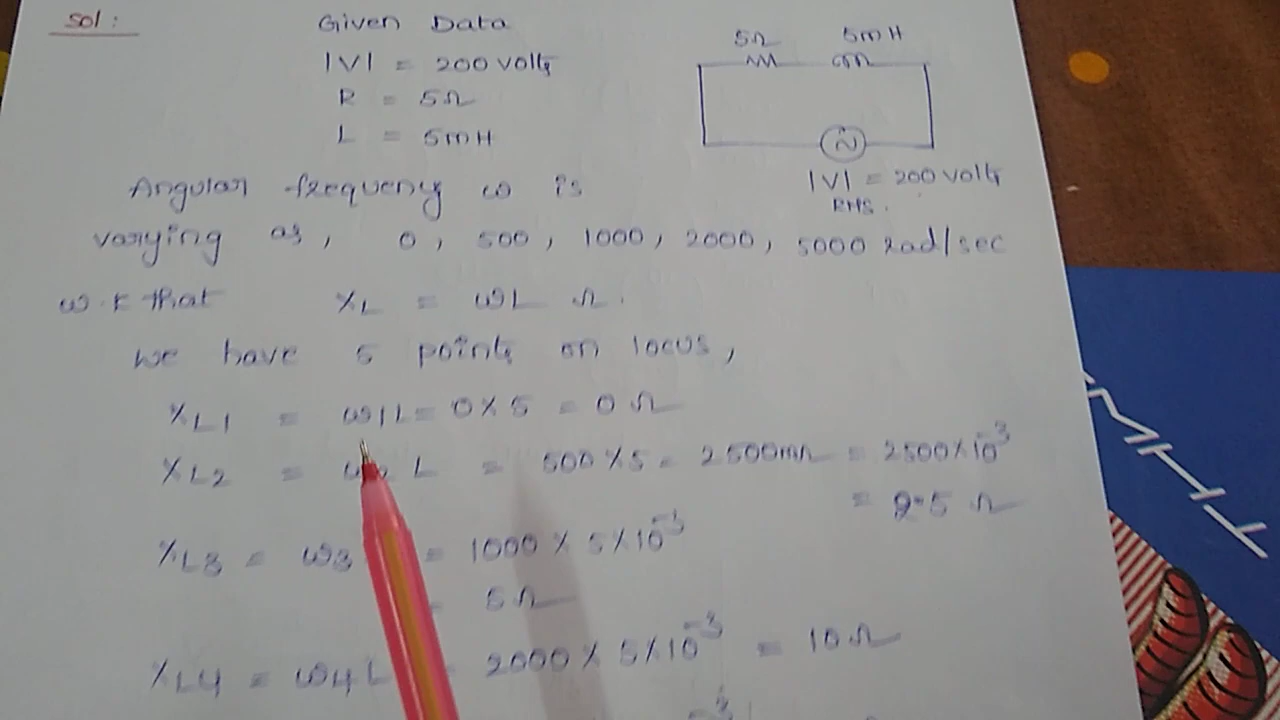 Sol :
Given Data
|V| = 200 volts
R = 5Ω
L = 5mH
5Ω 5mH
|V| = 200 volts
RMS.
Angular frequeny ω is
varying as, 0, 500, 1000, 2000, 5000 rad/sec
w.k that XL = ωL Ω.
We have 5 points on locus,
XL1 = ω1L = 0×5 = 0 Ω
XL2 = ω2 L = 500×5 = 2500mΩ = 2500×10⁻³
= 2.5 Ω
XL3 = ω3 = 1000 × 5×10⁻³
= 5Ω
XL4 = ω4L = 2000 × 5×10⁻³ = 10Ω